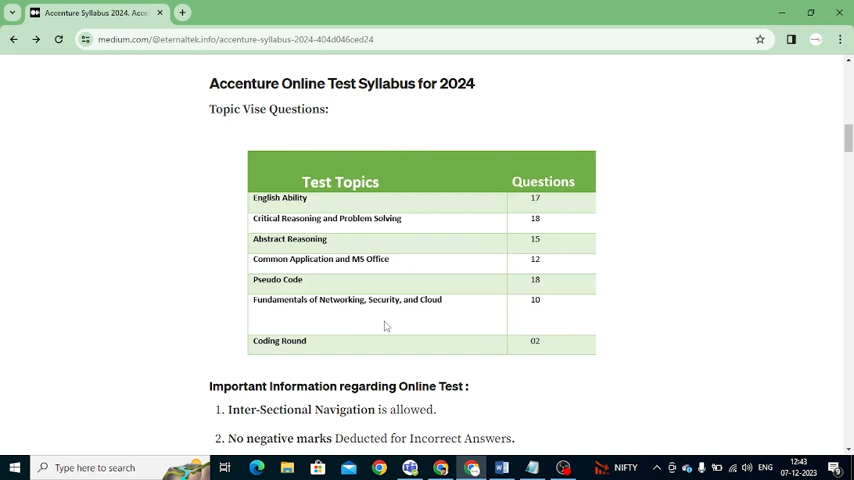 Accenture Syllabus 2024. Acce
medium.com/@eternaltek.info/accenture-syllabus-2024-404d046ced24
Accenture Online Test Syllabus for 2024
Topic Vise Questions:
Test Topics Questions
English Ability 17
Critical Reasoning and Problem Solving 18
Abstract Reasoning 15
Common Application and MS Office 12
Pseudo Code 18
Fundamentals of Networking, Security, and Cloud 10
Coding Round 02
Important Information regarding Online Test :
1. Inter-Sectional Navigation is allowed.
2. No negative marks Deducted for Incorrect Answers.
Type here to search
NIFTY
ENG
12:43
07-12-2023